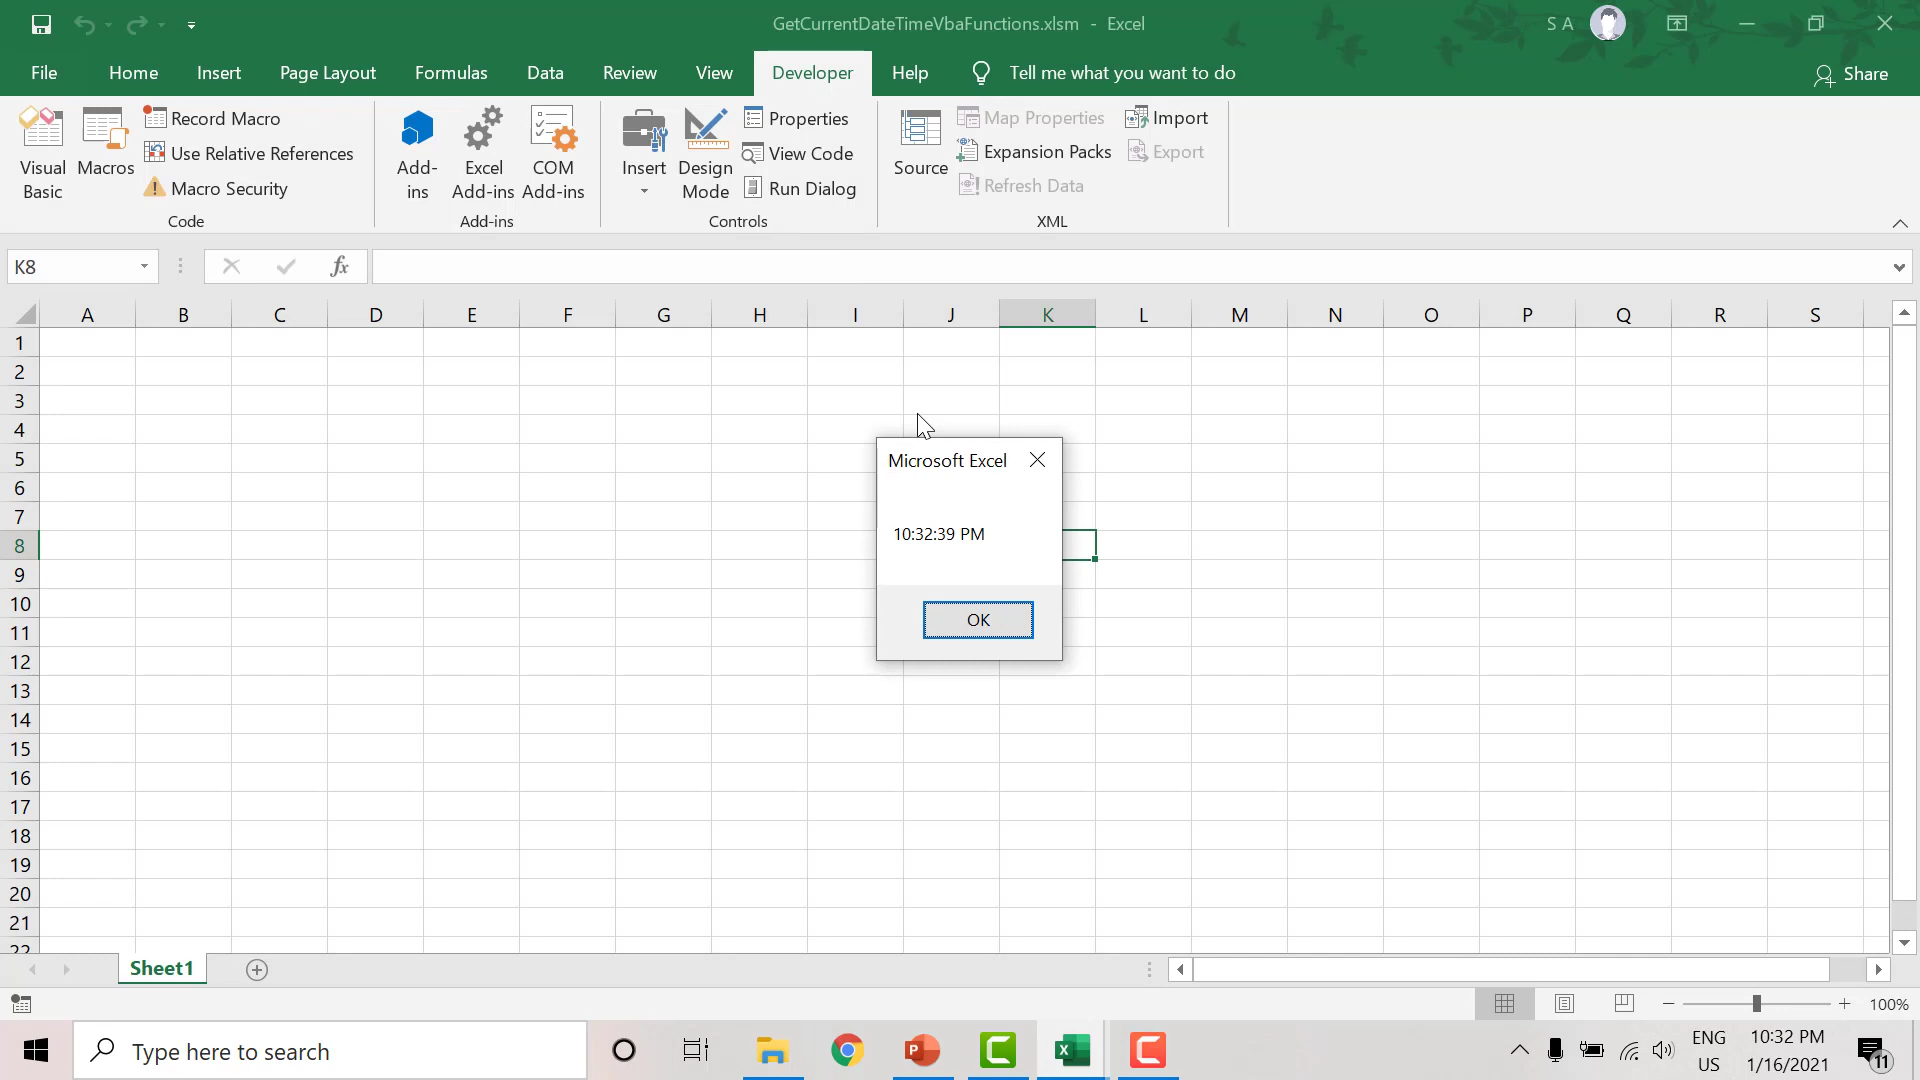 GetCurrentDateTimeVbaFunctions.xlsm - Excel
S A
File Home Insert Page Layout Formulas Data Review View Developer Help Tell me what you want to do Share
Visual Basic
Macros
Record Macro
Use Relative References
Macro Security
Code
Add-ins
Excel Add-ins
COM Add-ins
Add-ins
Insert
Design Mode
Properties
View Code
Run Dialog
Controls
Source
Map Properties
Expansion Packs
Refresh Data
Import
Export
XML
K8
fx
A B C D E F G H I J K L M N O P Q R S
1
2
3
4
5
6
7
8
9
10
11
12
13
14
15
16
17
18
19
20
21
22
Microsoft Excel
10:32:39 PM
OK
Sheet1
100%
Type here to search
ENG
US
10:32 PM
1/16/2021
11